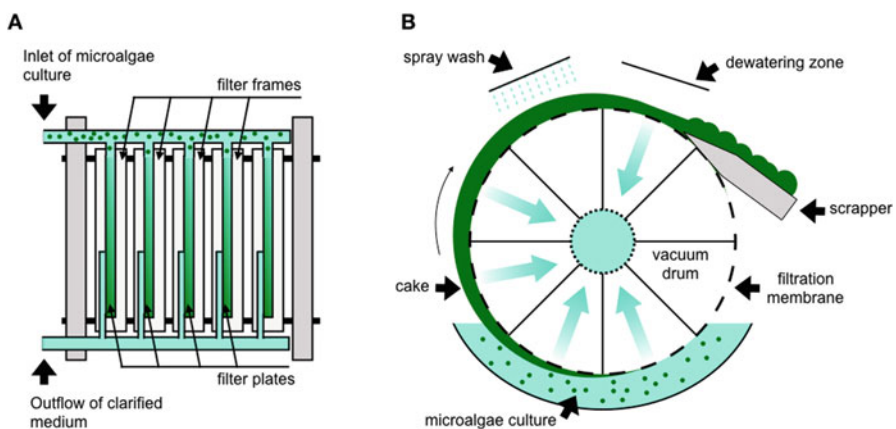 A
Inlet of microalgae
culture
filter frames
filter plates
Outflow of clarified
medium
B
spray wash
dewatering zone
scrapper
vacuum
drum
filtration
membrane
cake
microalgae culture